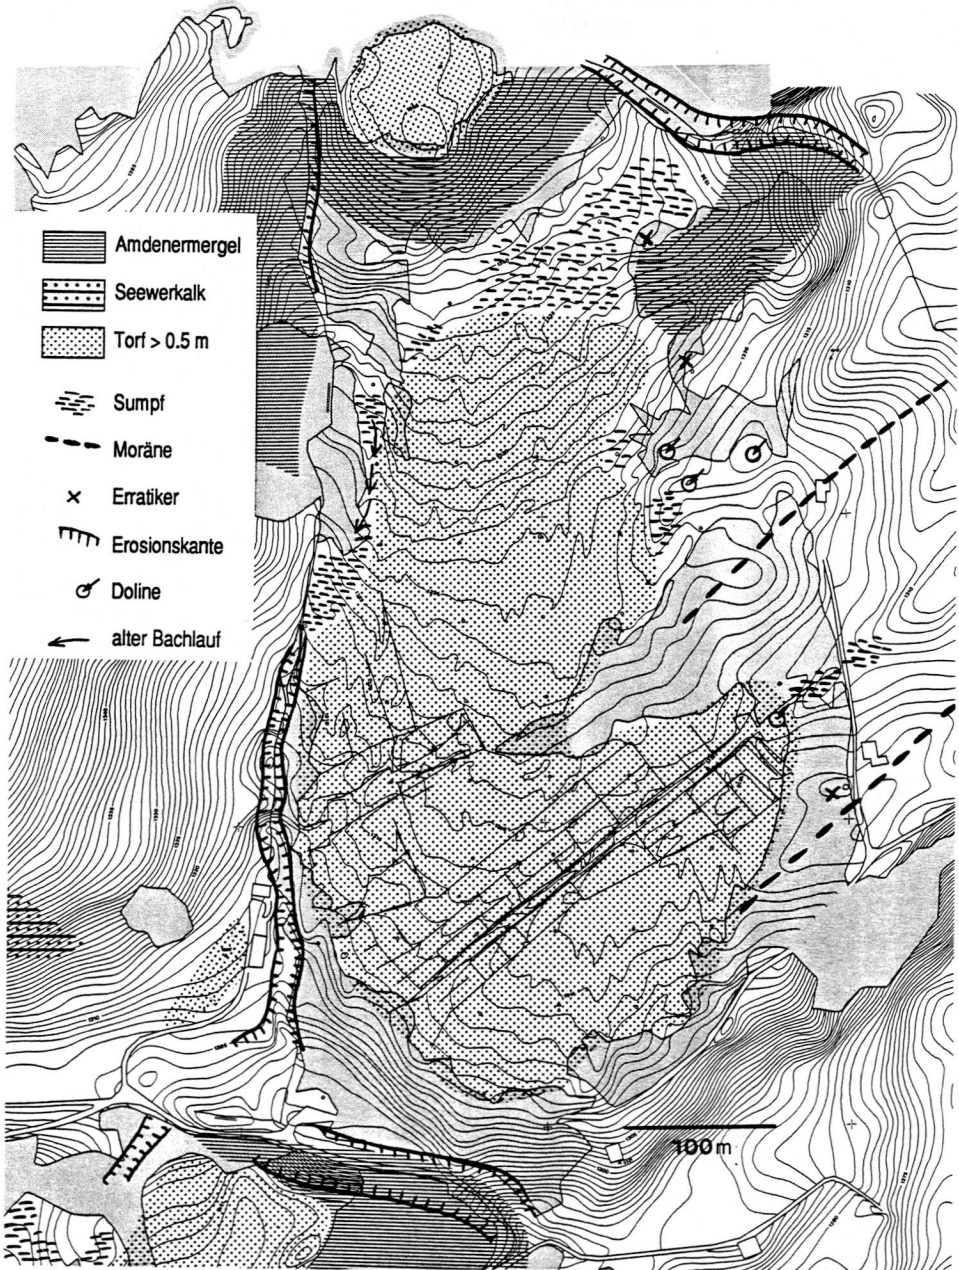 Amdenermergel
Seewerkalk
Torf > 0.5 m
Sumpf
Moräne
Erratiker
Erosionskante
Doline
alter Bachlauf
100m